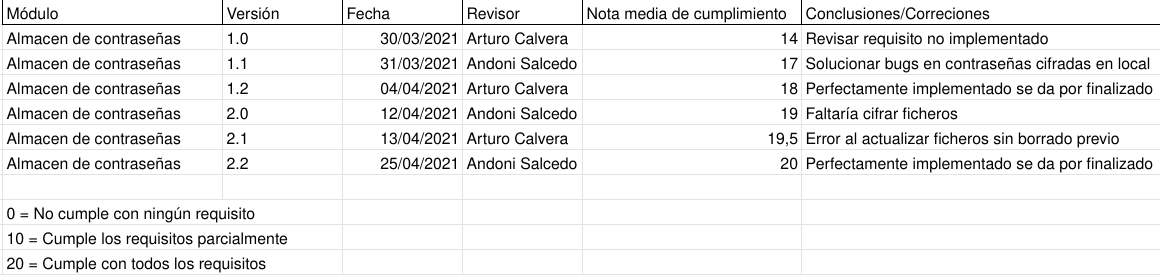 Módulo Versión Fecha Revisor Nota media de cumplimiento Conclusiones/Correciones
Almacen de contraseñas 1.0 30/03/2021 Arturo Calvera 14 Revisar requisito no implementado
Almacen de contraseñas 1.1 31/03/2021 Andoni Salcedo 17 Solucionar bugs en contraseñas cifradas en local
Almacen de contraseñas 1.2 04/04/2021 Arturo Calvera 18 Perfectamente implementado se da por finalizado
Almacen de contraseñas 2.0 12/04/2021 Andoni Salcedo 19 Faltaría cifrar ficheros
Almacen de contraseñas 2.1 13/04/2021 Arturo Calvera 19,5 Error al actualizar ficheros sin borrado previo
Almacen de contraseñas 2.2 25/04/2021 Andoni Salcedo 20 Perfectamente implementado se da por finalizado
0 = No cumple con ningún requisito
10 = Cumple los requisitos parcialmente
20 = Cumple con todos los requisitos